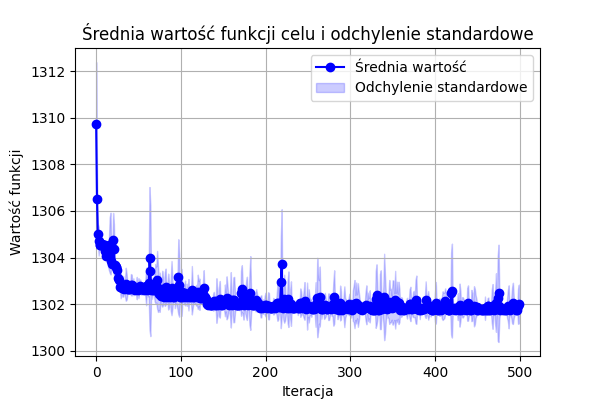 Średnia wartość funkcji celu i odchylenie standardowe
Średnia wartość
Odchylenie standardowe
Wartość funkcji
1312
1310
1308
1306
1304
1302
1300
0 100 200 300 400 500
Iteracja